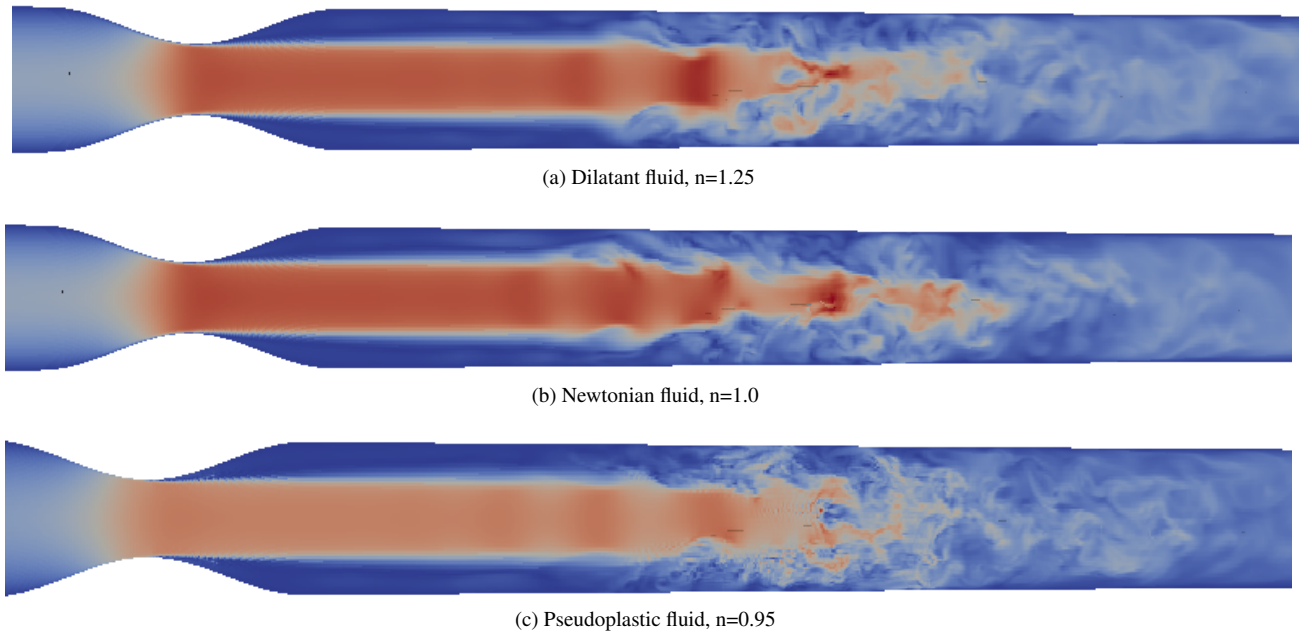 (a) Dilatant fluid, n=1.25
(b) Newtonian fluid, n=1.0
(c) Pseudoplastic fluid, n=0.95